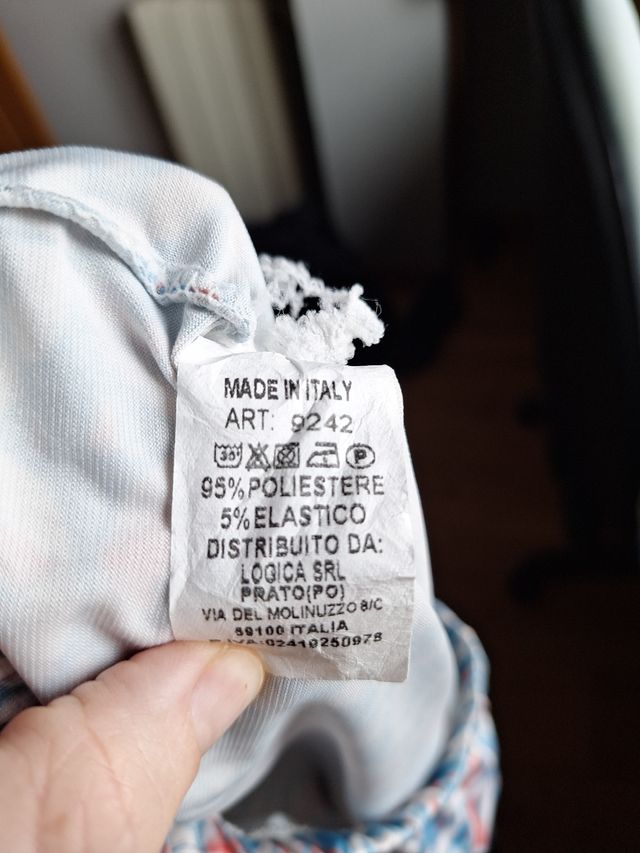 MADE IN ITALY
ART: 9242
30 P
95% POLIESTERE
5% ELASTICO
DISTRIBUITO DA:
LOGICA SRL
PRATO(PO)
VIA DEL MOLINUZZO 8/C
59100 ITALIA